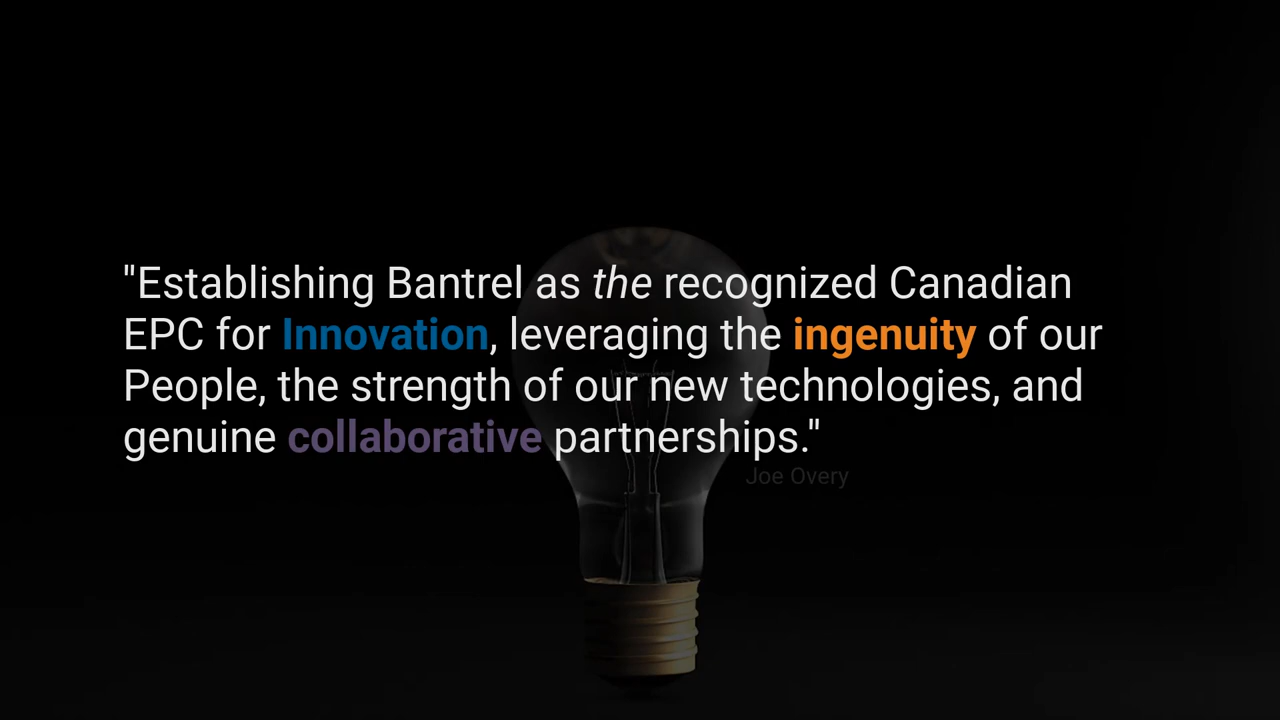 "Establishing Bantrel as the recognized Canadian
EPC for Innovation, leveraging the ingenuity of our
People, the strength of our new technologies, and
genuine collaborative partnerships."
Joe Overy